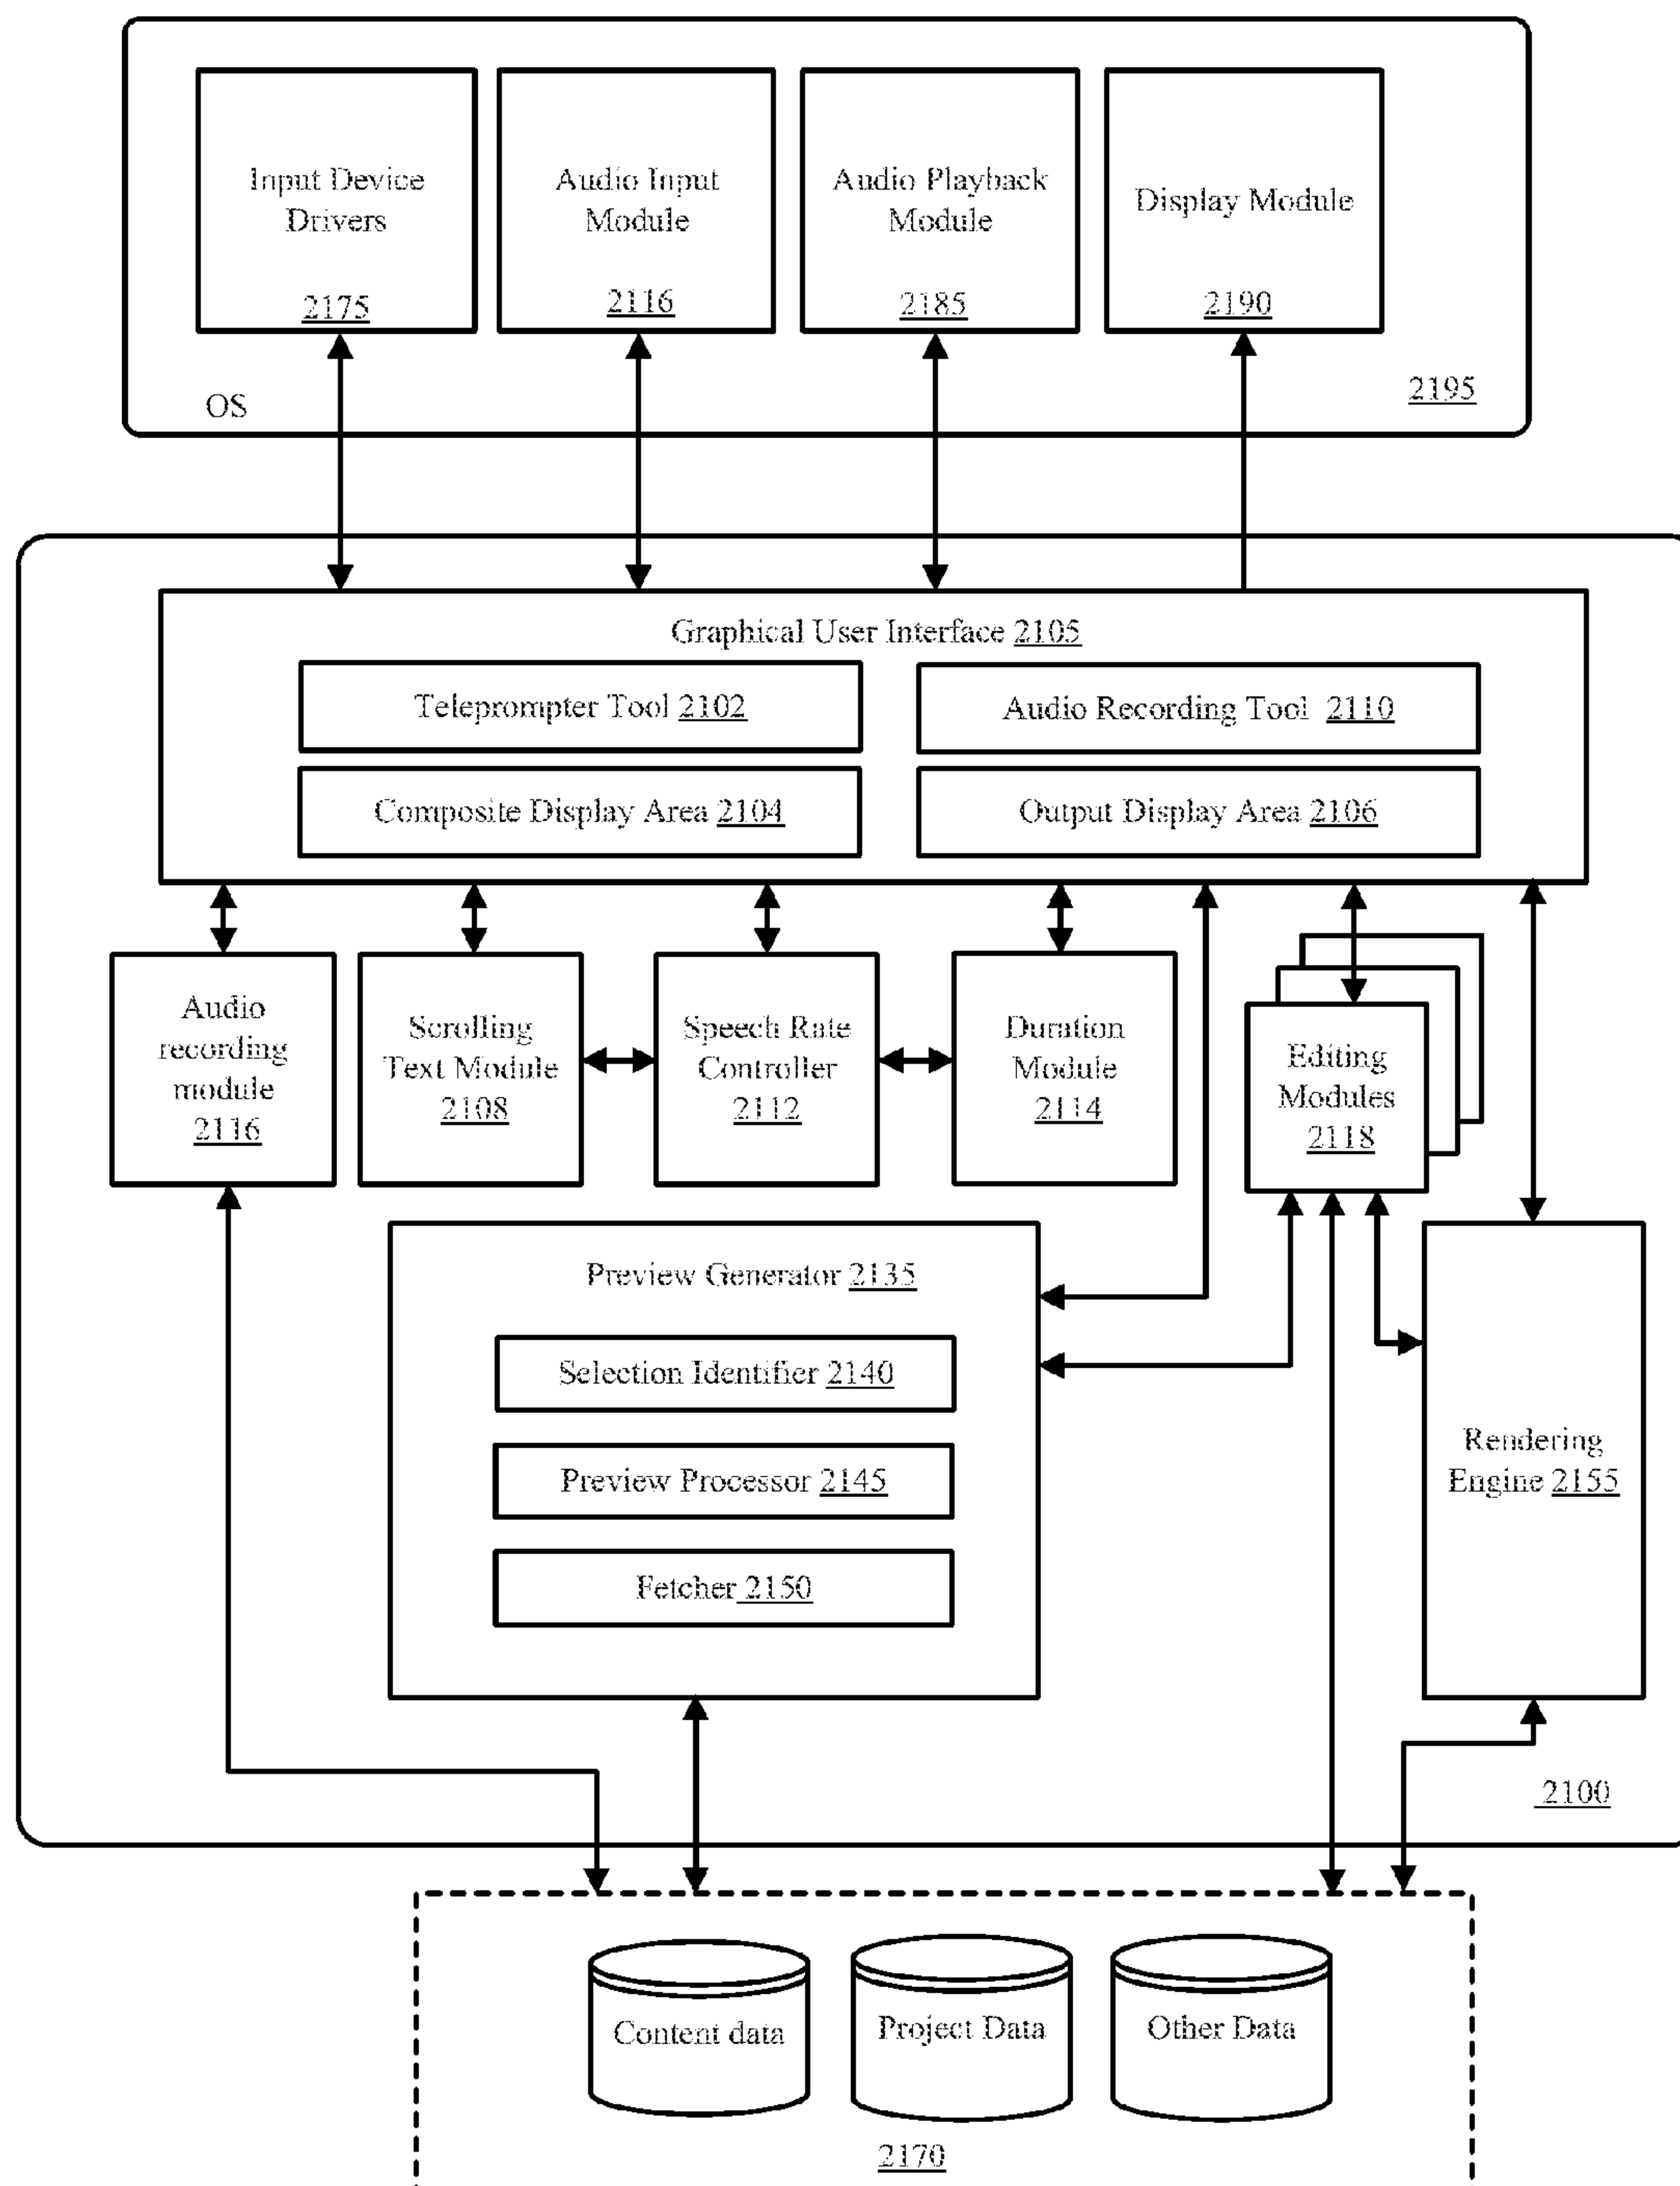 Input Device
Drivers
2175
Audio Input
Module
2116
Audio Playback
Module
2185
Display Module
2190
OS
2195
Graphical User Interface 2105
Teleprompter Tool 2102
Audio Recording Tool 2110
Composite Display Area 2104
Output Display Area 2106
Audio
recording
module
2116
Scrolling
Text Module
2108
Speech Rate
Controller
2112
Duration
Module
2114
Editing
Modules
2118
Preview Generator 2135
Selection Identifier 2140
Preview Processor 2145
Fetcher 2150
Rendering
Engine 2155
2100
Content data
Project Data
Other Data
2170